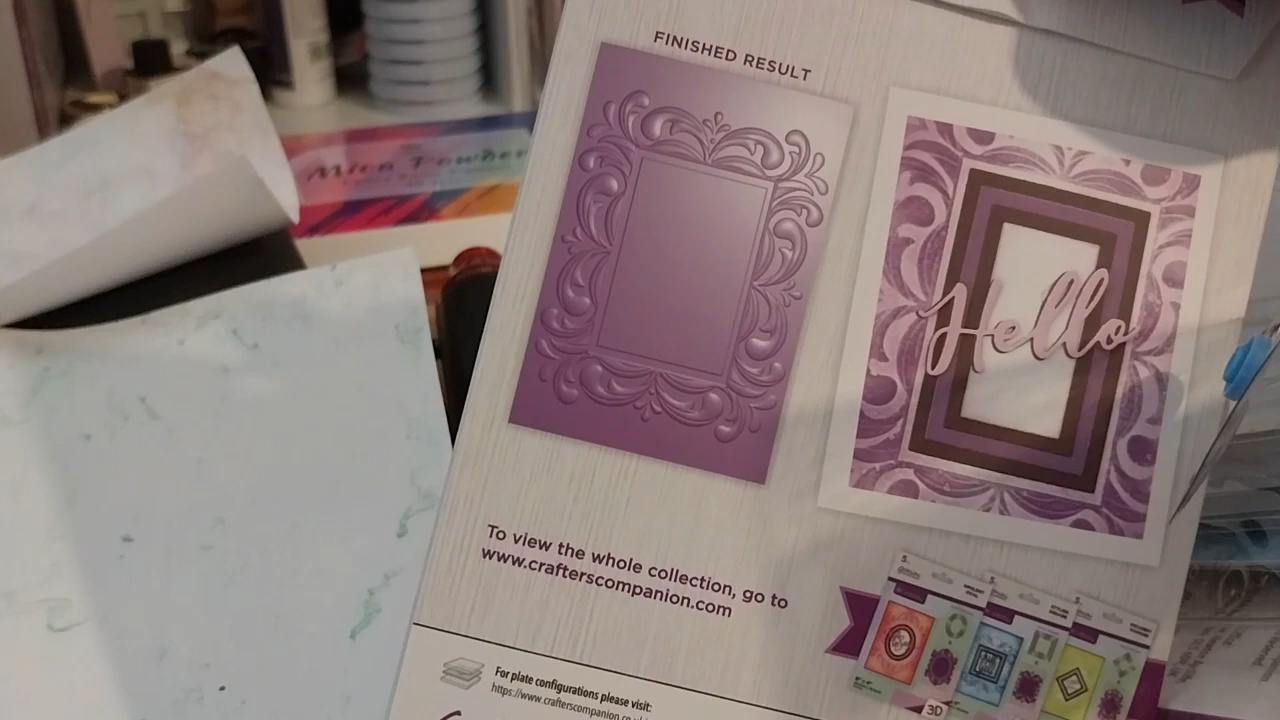 Mica Powder
FINISHED RESULT
Hello
To view the whole collection, go to
www.crafterscompanion.com
For plate configurations please visit:
https://www.crafterscompanion.co.uk
3D